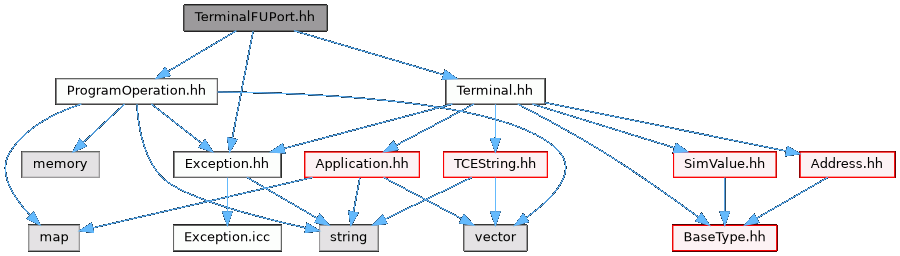 TerminalFUPort.hh
ProgramOperation.hh
Terminal.hh
memory
Exception.hh
Application.hh
TCEString.hh
SimValue.hh
Address.hh
map
Exception.icc
string
vector
BaseType.hh